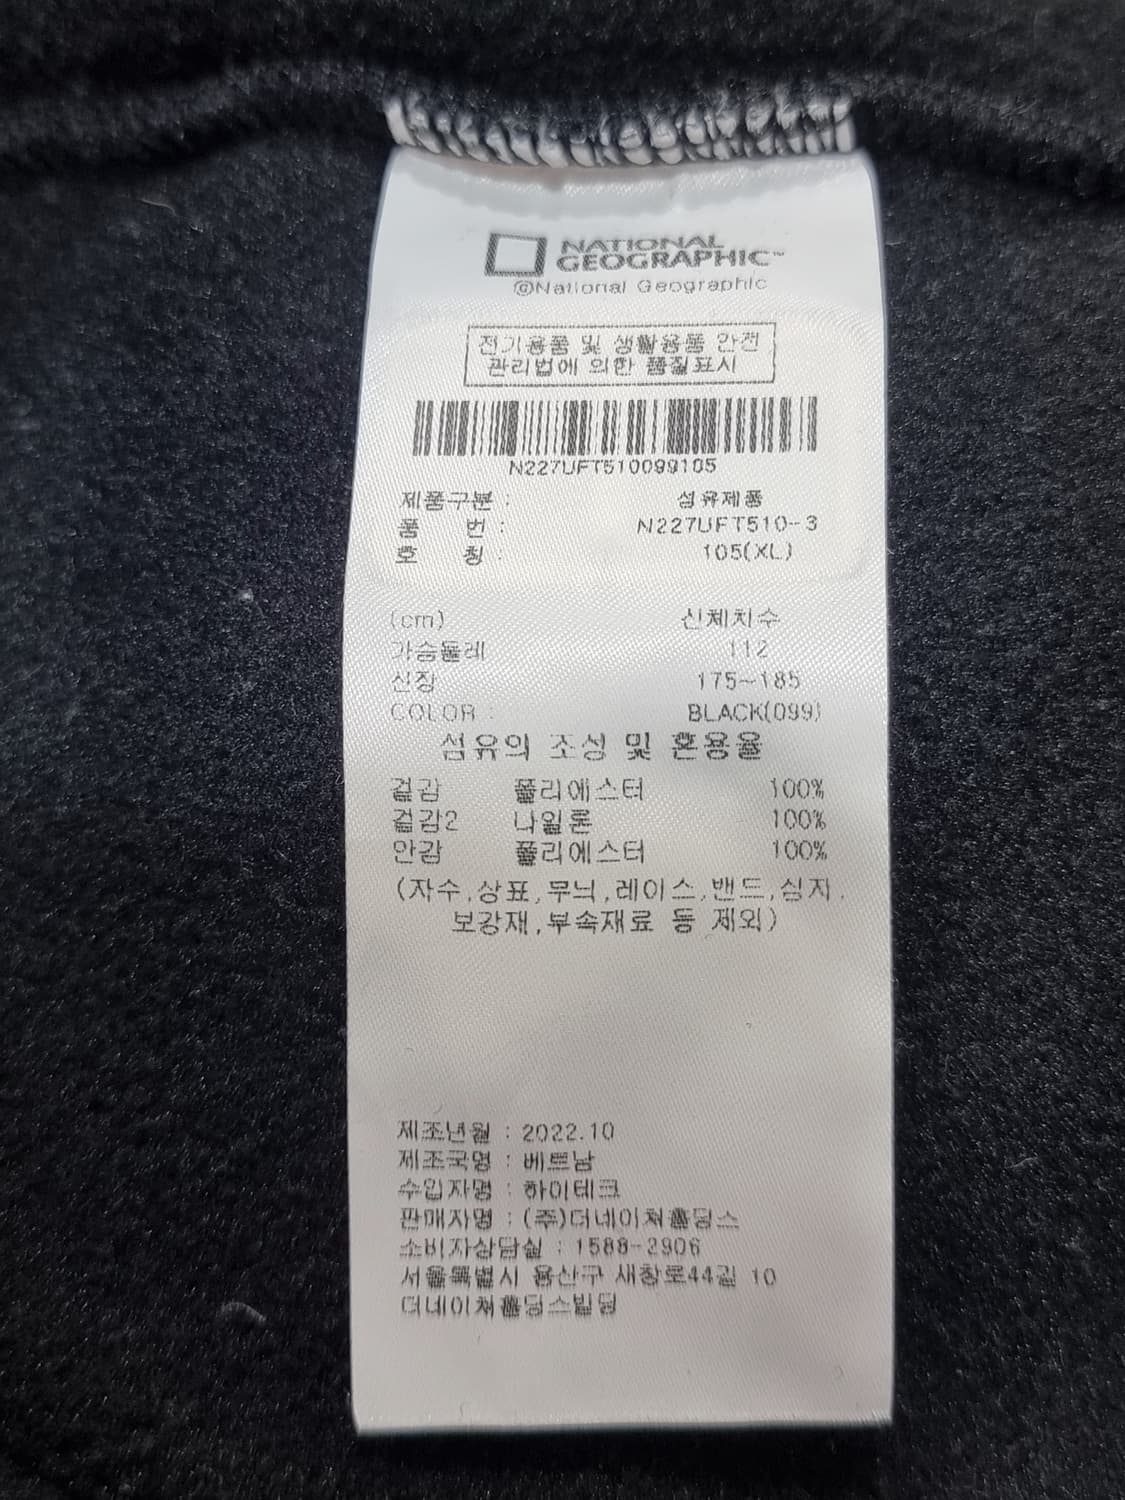 NATIONAL
GEOGRAPHIC™
©National Geographic
전기용품 및 생활용품 안전
관리법에 의한 품질표시
N227UFT510099105
제품구분 : 섬유제품
품 번 : N227UFT510-3
호 칭 : 105(XL)
(cm) 신체치수
가슴둘레 112
신장 175~185
COLOR : BLACK(099)
섬유의 조성 및 혼용율
겉감 폴리에스터 100%
겉감2 나일론 100%
안감 폴리에스터 100%
(자수,상표,무늬,레이스,밴드,심지,
보강재,부속재료 등 제외)
제조년월 : 2022.10
제조국명 : 베트남
수입자명 : 하이테크
판매자명 : (주)더네이쳐홀딩스
소비자상담실 : 1588-2906
서울특별시 용산구 새창로44길 10
더네이쳐홀딩스빌딩